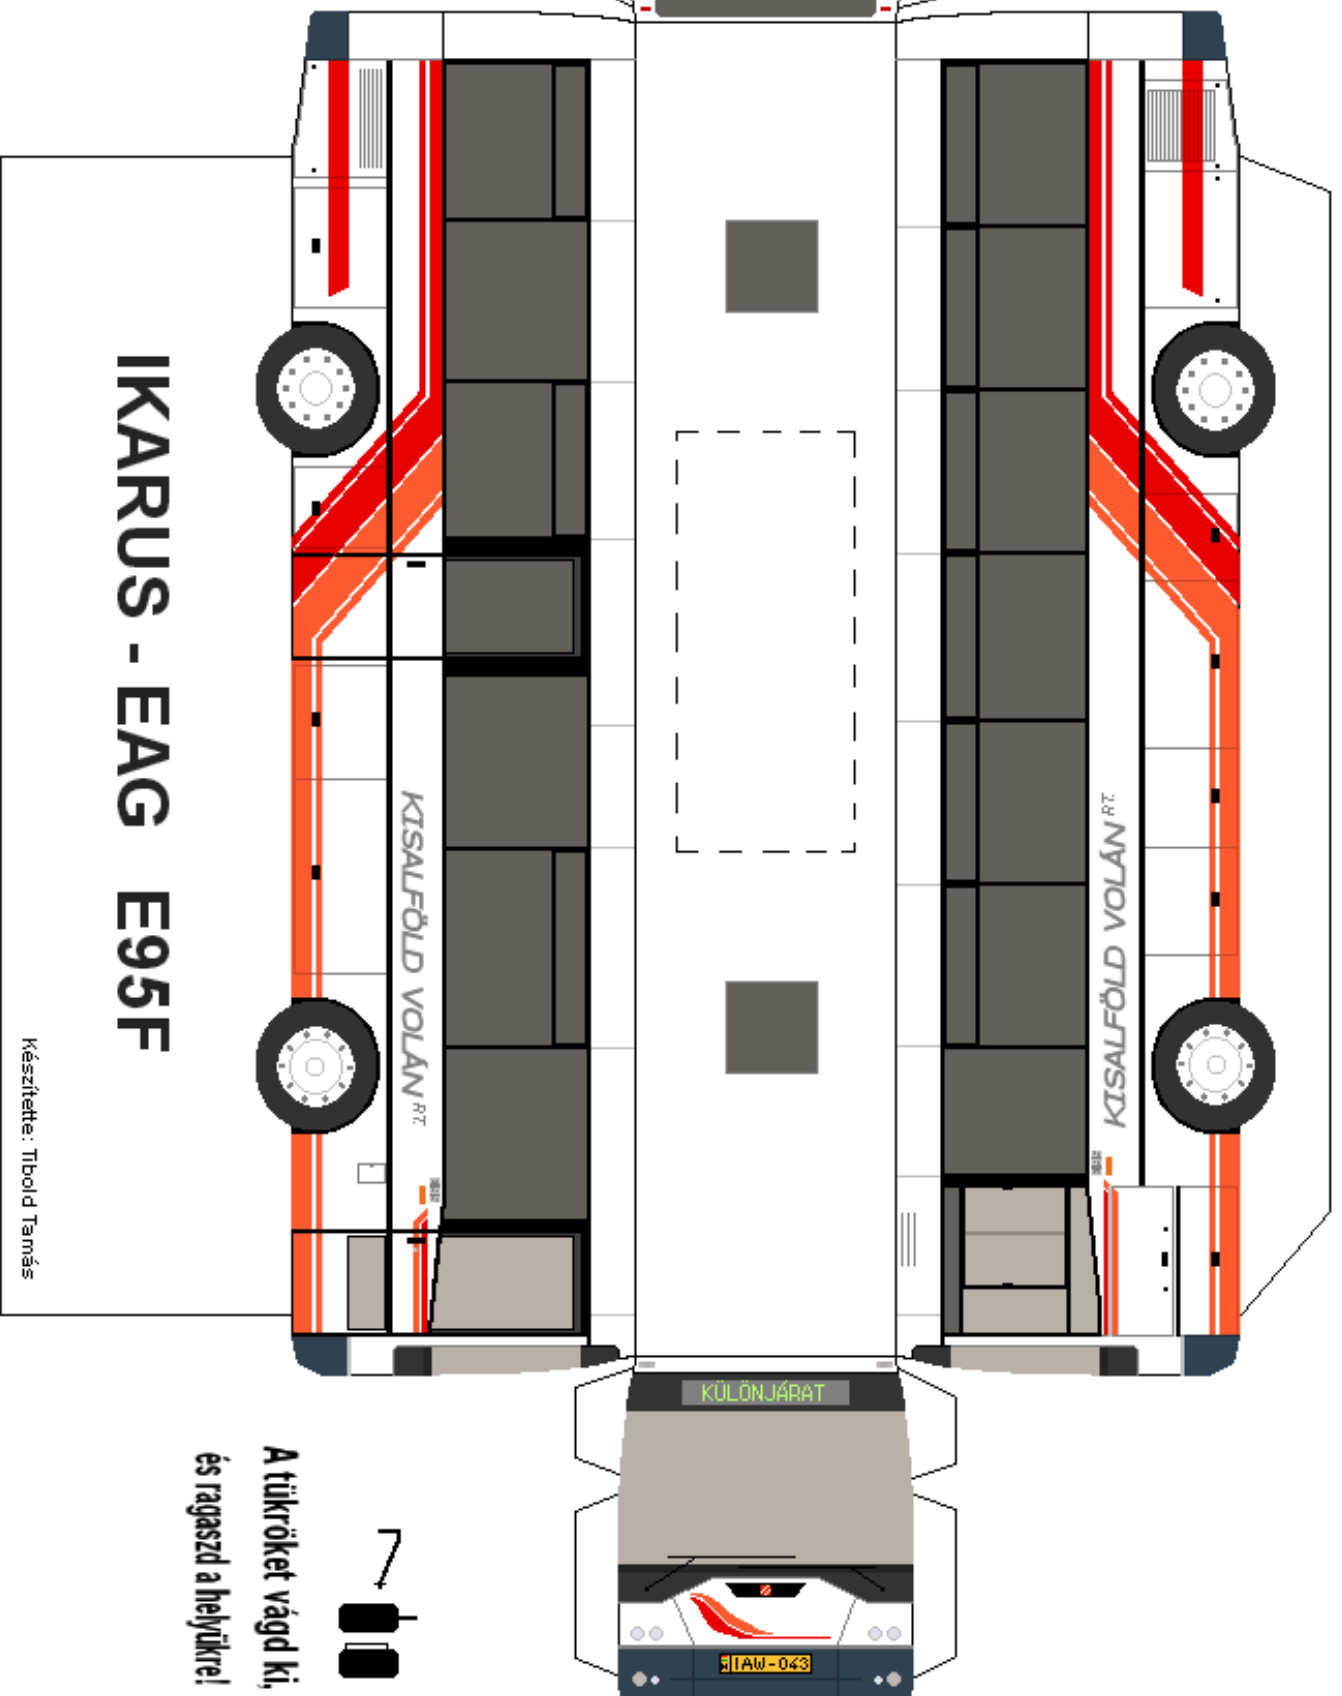 IKARUS - EAG E95F
Készítette: Tibold Tamás
KISALFÖLD VOLÁN RT.
KISALFÖLD VOLÁN RT.
KÜLÖNJÁRAT
IAW-043
A tükröket vágd ki,
és ragaszd a helyükre!